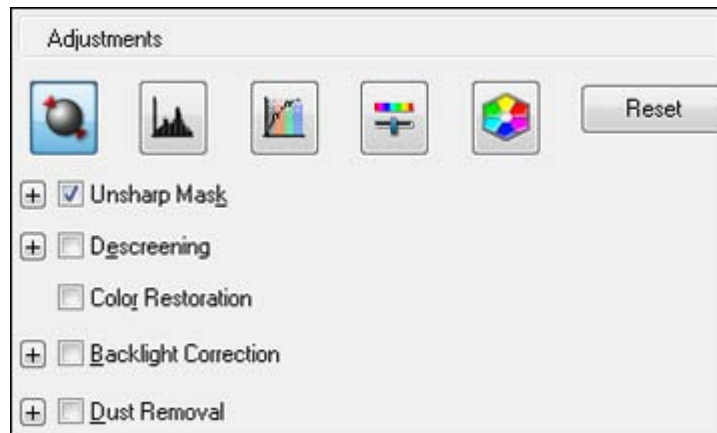 Adjustments
Reset
Unsharp Mask
Descreening
Color Restoration
Backlight Correction
Dust Removal